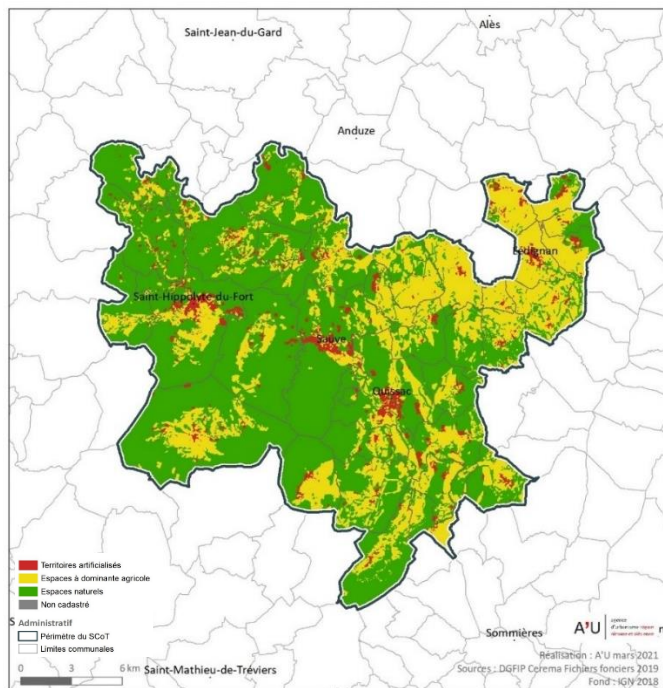 Alès
Saint-Jean-du-Gard
Anduze
Lédignan
Saint-Hippolyte-du-Fort
Sauve
Quissac
Territoires artificialisés
Espaces à dominante agricole
Espaces naturels
Non cadastré
S Administratif
Périmètre du SCoT
Limites communales
0 3 6 km
Saint-Mathieu-de-Tréviers
Sommières
A'U
Réalisation : A'U mars 2021
Sources : DGFIP Cerema Fichiers fonciers 2019
Fond : IGN 2018